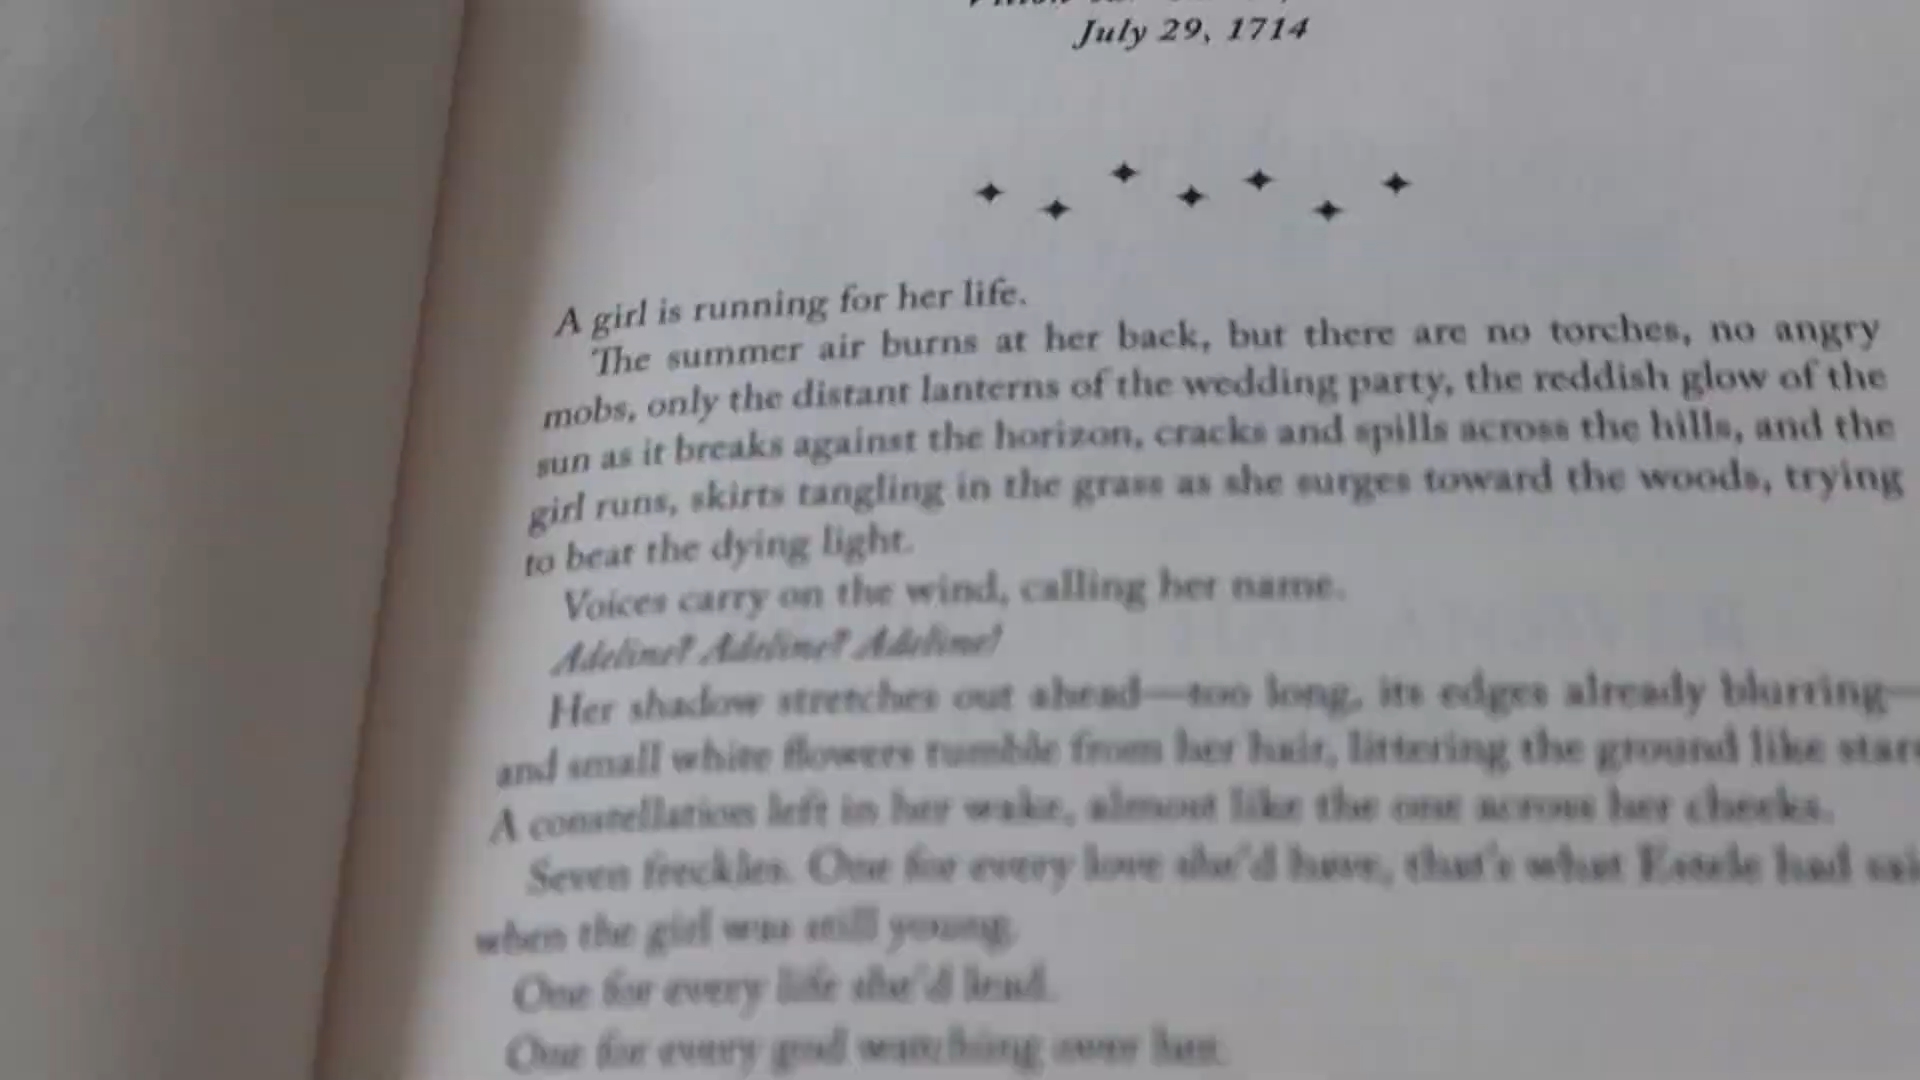 July 29, 1714
A girl is running for her life.
The summer air burns at her back, but there are no torches, no angry
mobs, only the distant lanterns of the wedding party, the reddish glow of the
sun as it breaks against the horizon, cracks and spills across the hills, and the
girl runs, skirts tangling in the grass as she surges toward the woods, trying
to beat the dying light.
Voices carry on the wind, calling her name.
Adeline? Adeline? Adeline!
Her shadow stretches out ahead—too long, its edges already blurring—
and small white flowers tumble from her hair, littering the ground like stars
A constellation left in her wake, almost like the one across her cheeks.
Seven freckles. One for every love she'd have, that's what Estele had sai
when the girl was still young.
One for every life she'd lead.
One for every god watching over her.